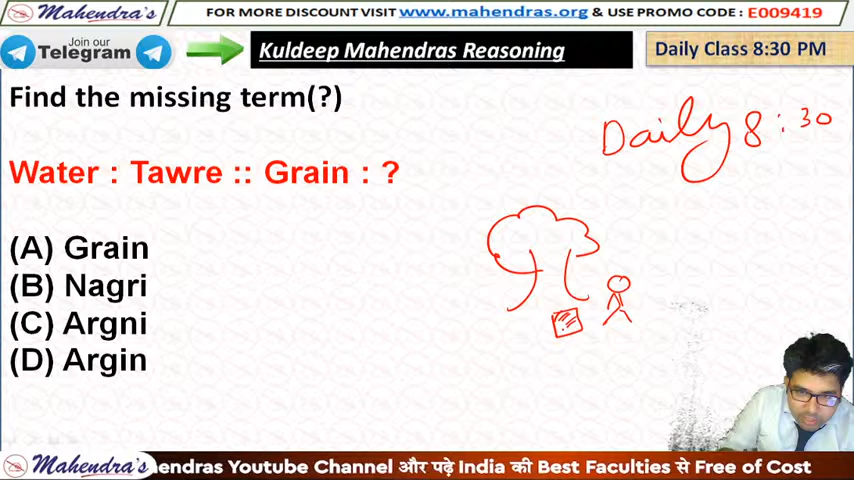 Mahendra's
FOR MORE DISCOUNT VISIT www.mahendras.org & USE PROMO CODE : E009419
Join our
Telegram
Kuldeep Mahendras Reasoning
Daily Class 8:30 PM
Find the missing term(?)
Daily 8:30
Water : Tawre :: Grain : ?
(A) Grain
(B) Nagri
(C) Argni
(D) Argin
Mahendra's
hendras Youtube Channel और पढ़े India की Best Faculties से Free of Cost